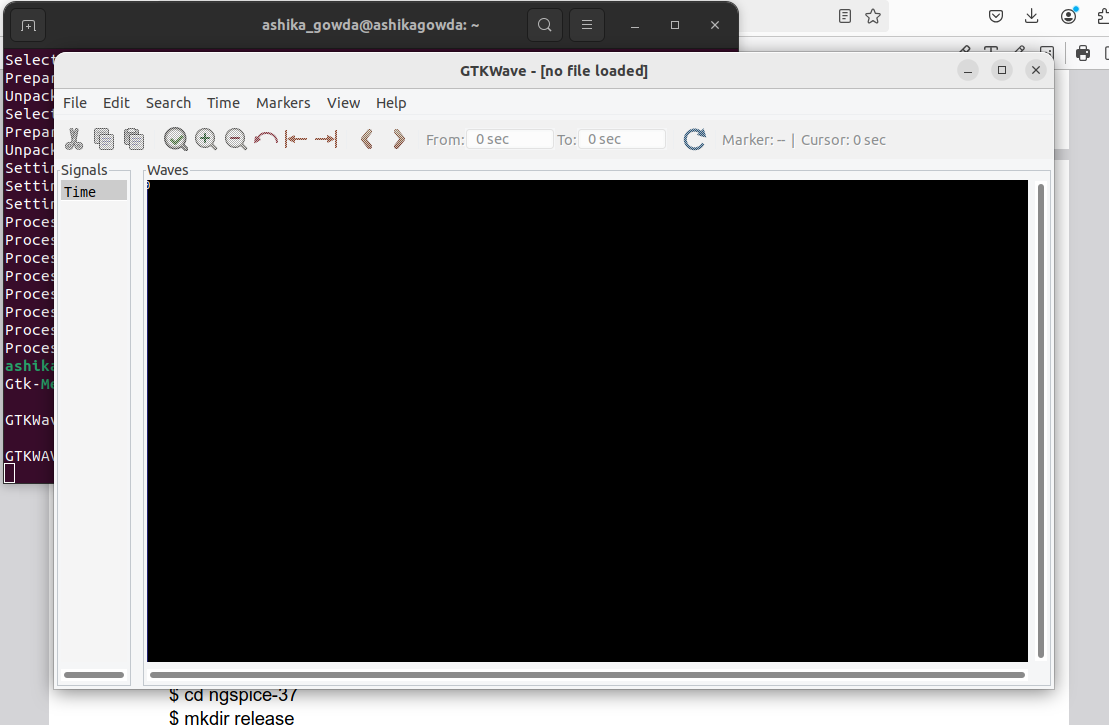 ashika_gowda@ashikagowda: ~
Select
Prepar
Unpack
Select
Prepar
Unpack
Settin
Settin
Settin
Proces
Proces
Proces
Proces
Proces
Proces
Proces
Proces
ashika
Gtk-Me
GTKWav
GTKWAV
GTKWave - [no file loaded]
File Edit Search Time Markers View Help
From: 0 sec To: 0 sec Marker: -- | Cursor: 0 sec
Signals Waves
Time
0
$ cd ngspice-37
$ mkdir release